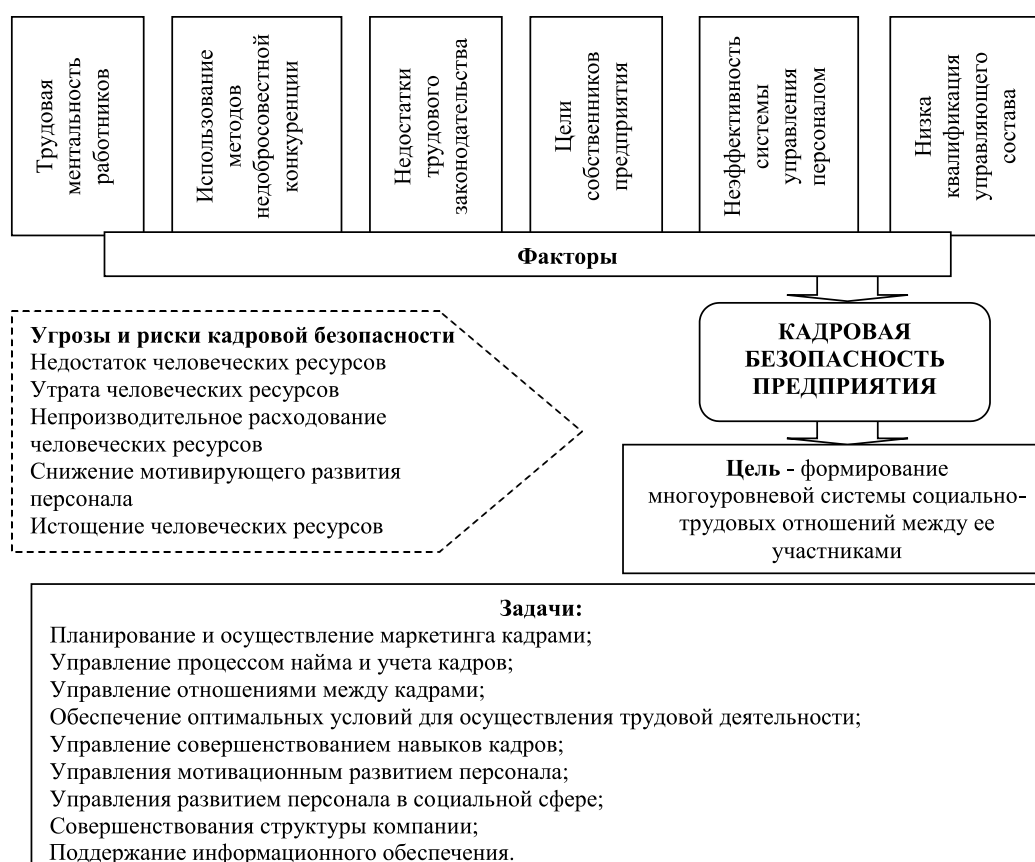 Трудовая
ментальность
работников
Использование
методов
недобросовестной
конкуренции
Недостатки
трудового
законодательства
Цели
собственников
предприятия
Неэффективность
системы
управления
персоналом
Низка
квалификация
управляющего
состава
Факторы
Угрозы и риски кадровой безопасности
Недостаток человеческих ресурсов
Утрата человеческих ресурсов
Непроизводительное расходование
человеческих ресурсов
Снижение мотивирующего развития
персонала
Истощение человеческих ресурсов
КАДРОВАЯ
БЕЗОПАСНОСТЬ
ПРЕДПРИЯТИЯ
Цель - формирование
многоуровневой системы социально-
трудовых отношений между ее
участниками
Задачи:
Планирование и осуществление маркетинга кадрами;
Управление процессом найма и учета кадров;
Управление отношениями между кадрами;
Обеспечение оптимальных условий для осуществления трудовой деятельности;
Управление совершенствованием навыков кадров;
Управления мотивационным развитием персонала;
Управления развитием персонала в социальной сфере;
Совершенствования структуры компании;
Поддержание информационного обеспечения.